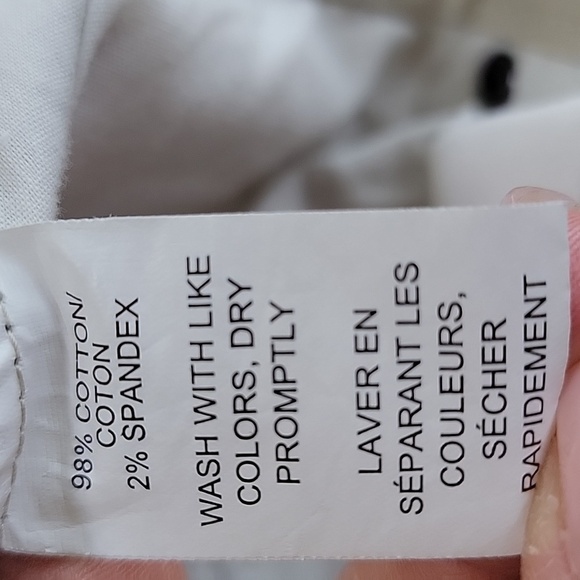 98% COTTON/
COTON
2% SPANDEX
WASH WITH LIKE
COLORS, DRY
PROMPTLY
LAVER EN
SÉPARANT LES
COULEURS,
SÉCHER
RAPIDEMENT